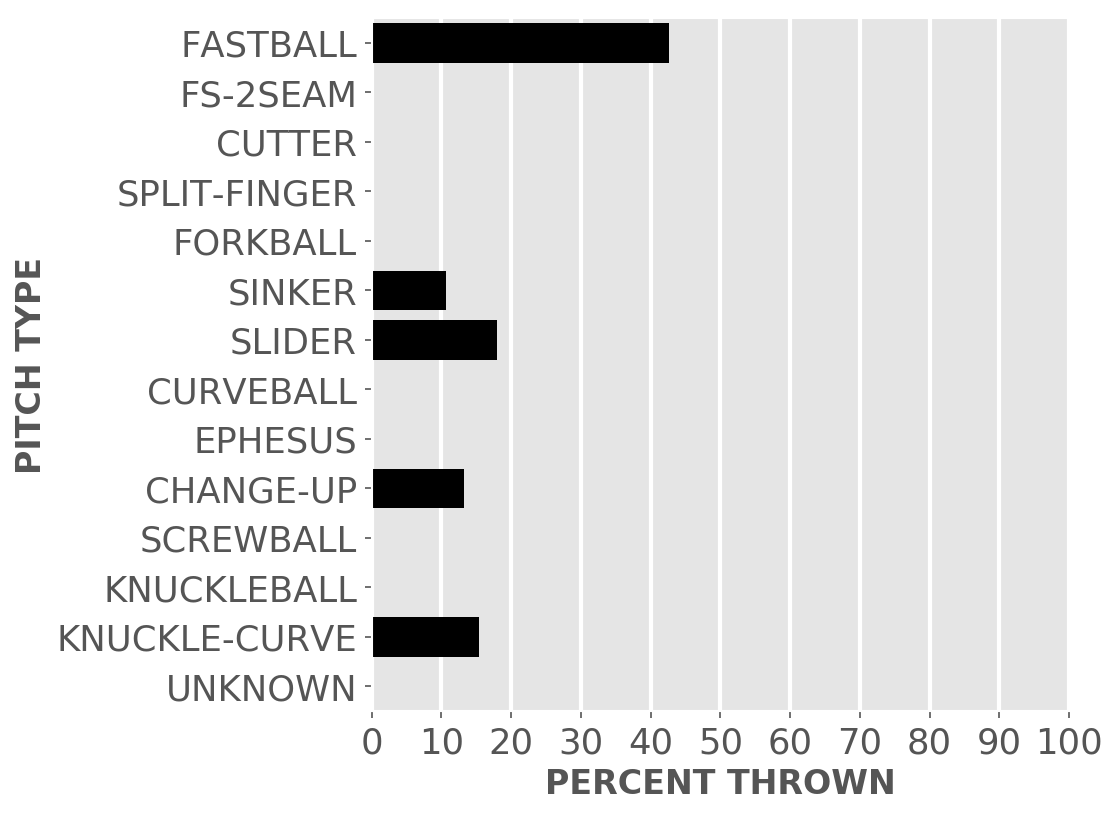 FASTBALL
FS-2SEAM
CUTTER
SPLIT-FINGER
FORKBALL
SINKER
SLIDER
CURVEBALL
EPHESUS
CHANGE-UP
SCREWBALL
KNUCKLEBALL
KNUCKLE-CURVE
UNKNOWN
PITCH TYPE
0 10 20 30 40 50 60 70 80 90 100
PERCENT THROWN